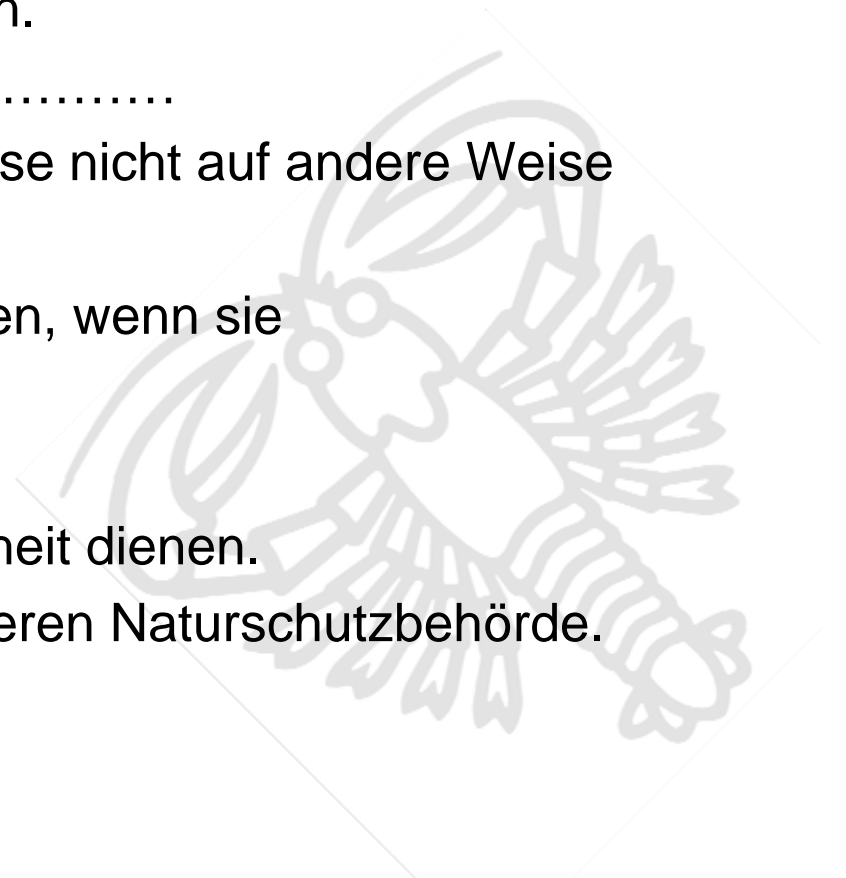 n.
...........
se nicht auf andere Weise
en, wenn sie
heit dienen.
eren Naturschutzbehörde.